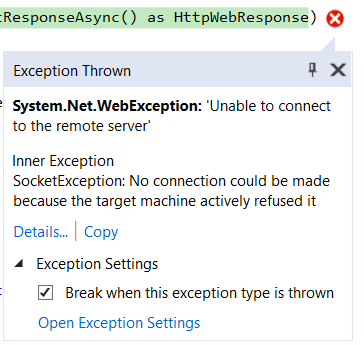 tResponseAsync() as HttpWebResponse)
Exception Thrown
System.Net.WebException: 'Unable to connect
to the remote server'
Inner Exception
SocketException: No connection could be made
because the target machine actively refused it
Details... | Copy
Exception Settings
Break when this exception type is thrown
Open Exception Settings